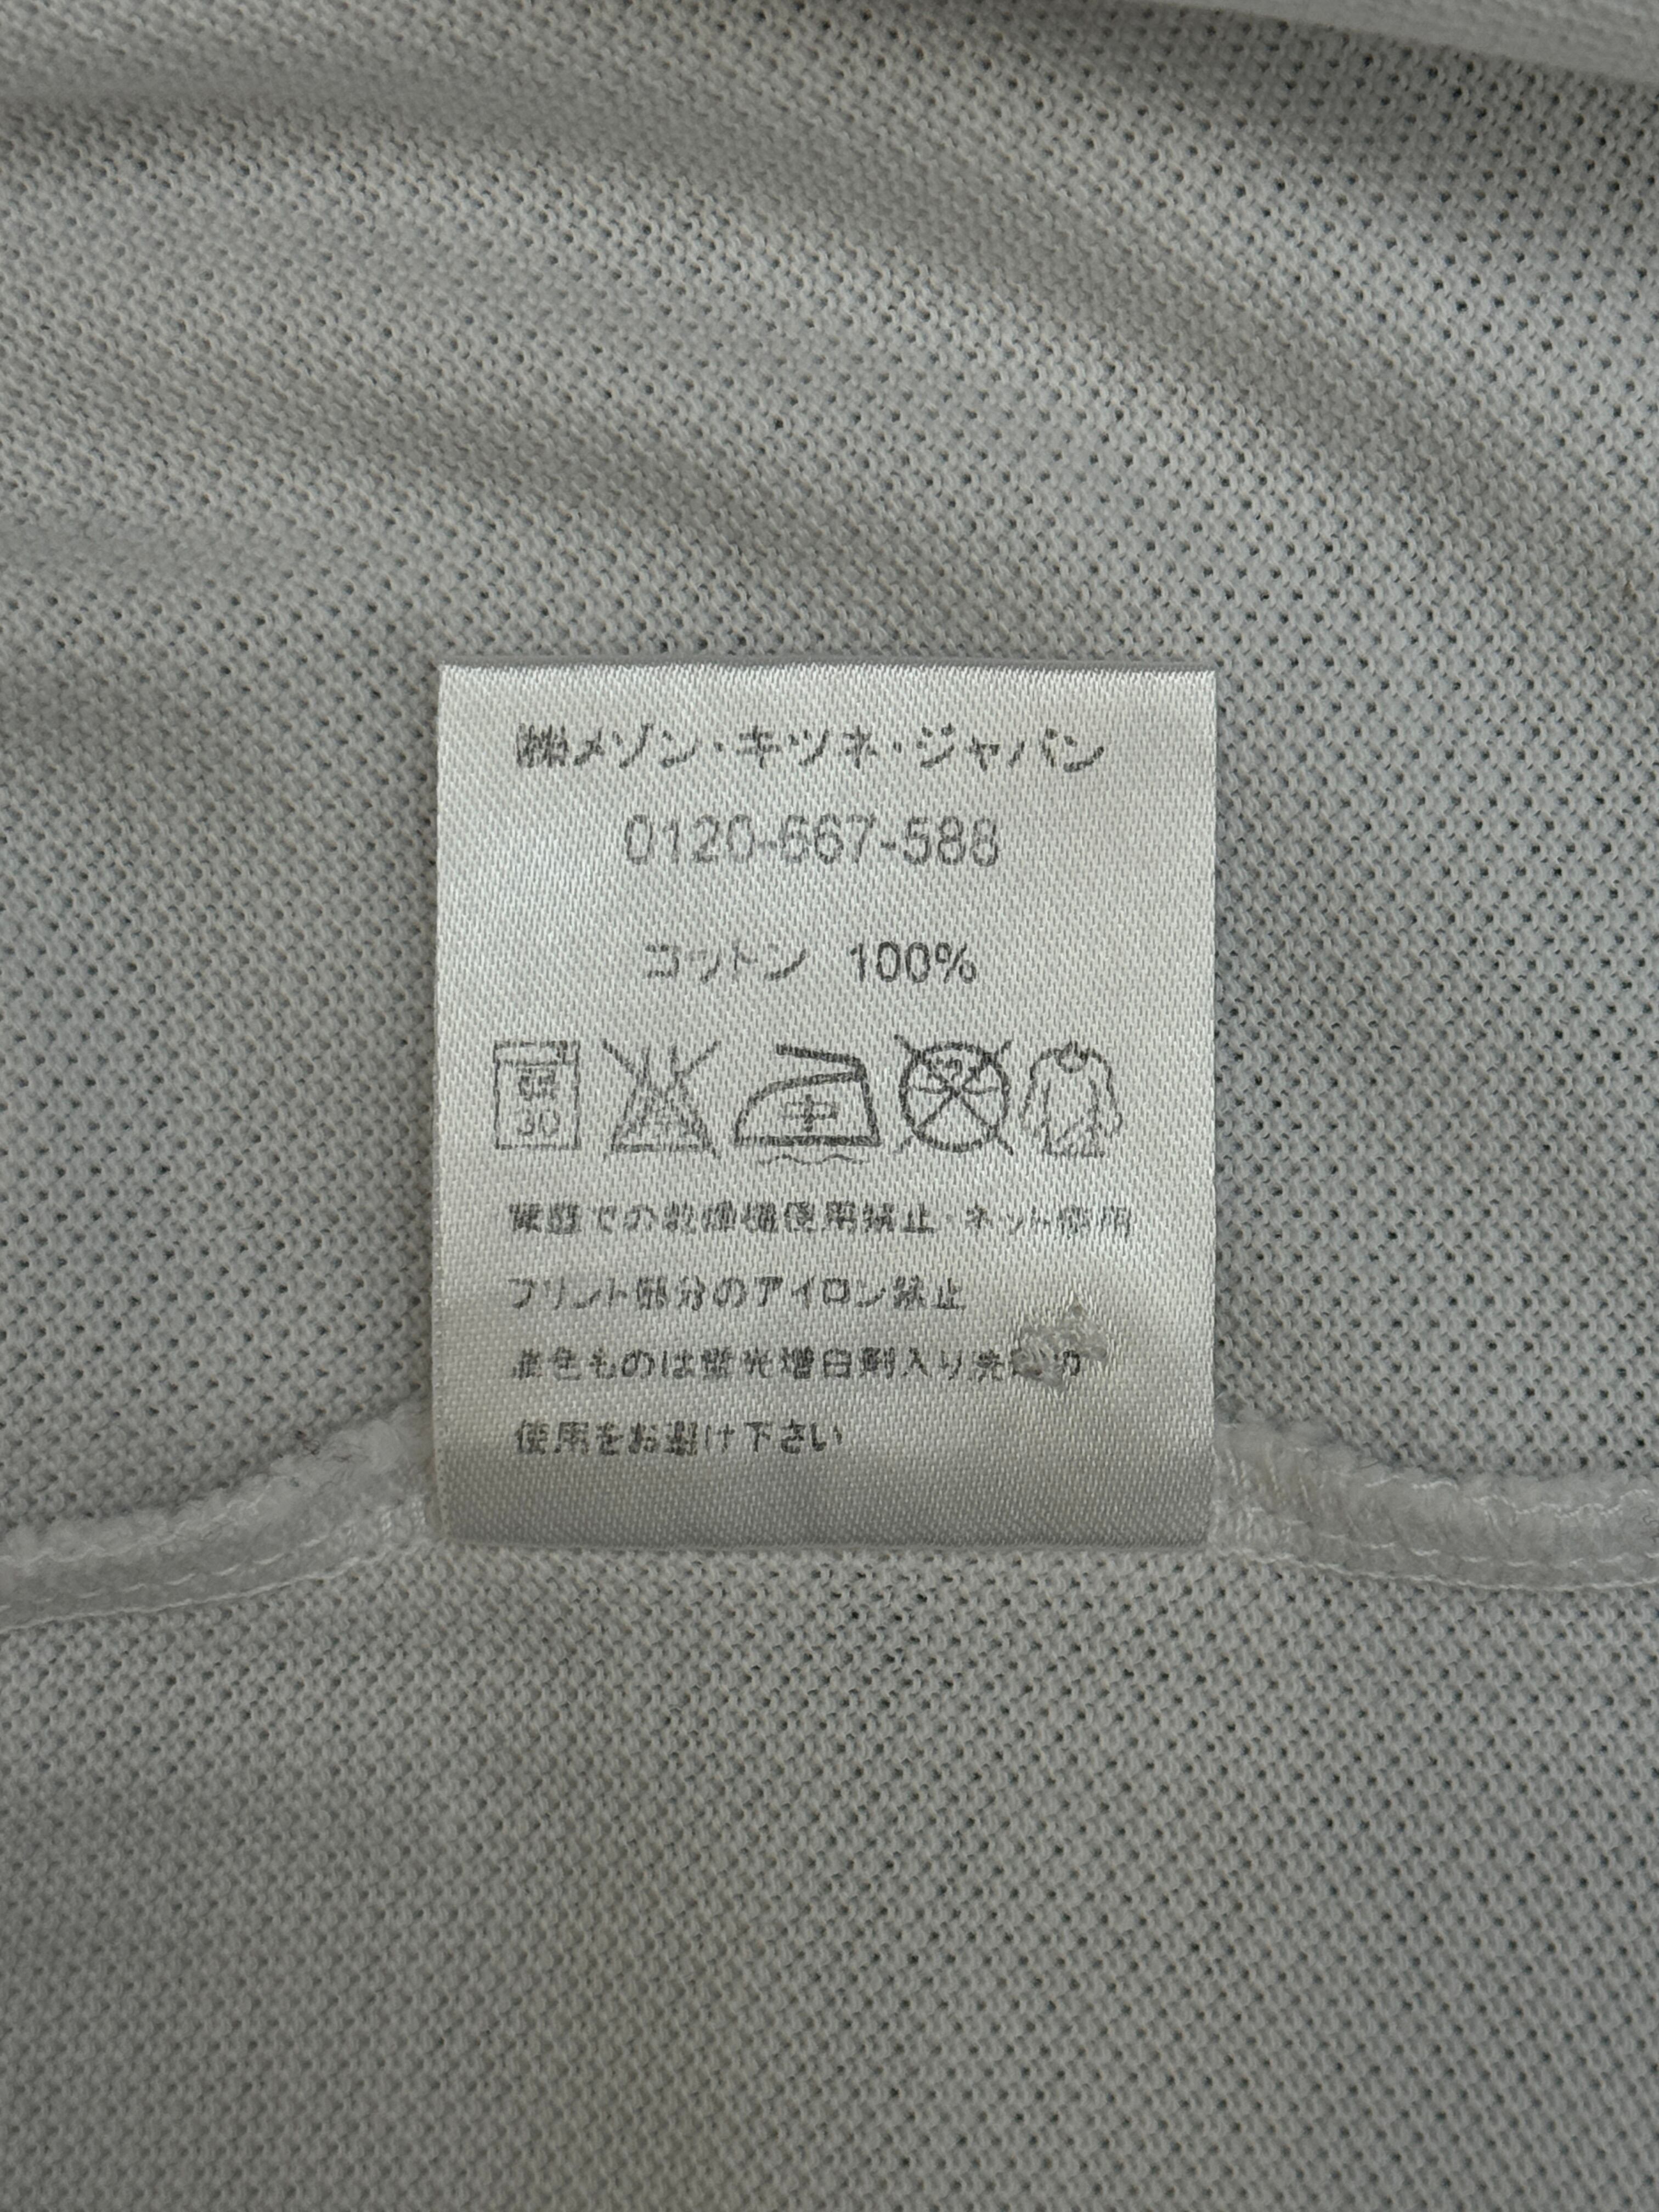 ㈱メゾン・キツネ・ジャパン
0120-667-588
コットン 100%
弱 30 中
家庭での乾燥機使用禁止・ネット使用
プリント部分のアイロン禁止
淡色ものは蛍光増白剤入り洗剤の
使用をお避け下さい